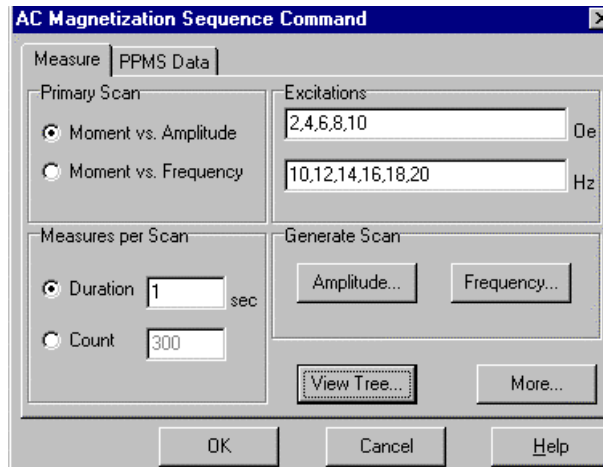 AC Magnetization Sequence Command
Measure PPMS Data
Primary Scan
Moment vs. Amplitude
Moment vs. Frequency
Excitations
2,4,6,8,10 Oe
10,12,14,16,18,20 Hz
Measures per Scan
Duration 1 sec
Count 300
Generate Scan
Amplitude... Frequency...
View Tree... More...
OK Cancel Help